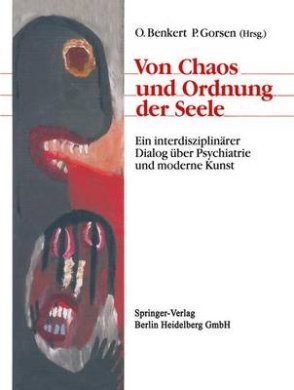 O. Benkert P. Gorsen (Hrsg.)
Von Chaos
und Ordnung
der Seele
Ein interdisziplinärer
Dialog über Psychiatrie
und moderne Kunst
Springer-Verlag
Berlin Heidelberg GmbH